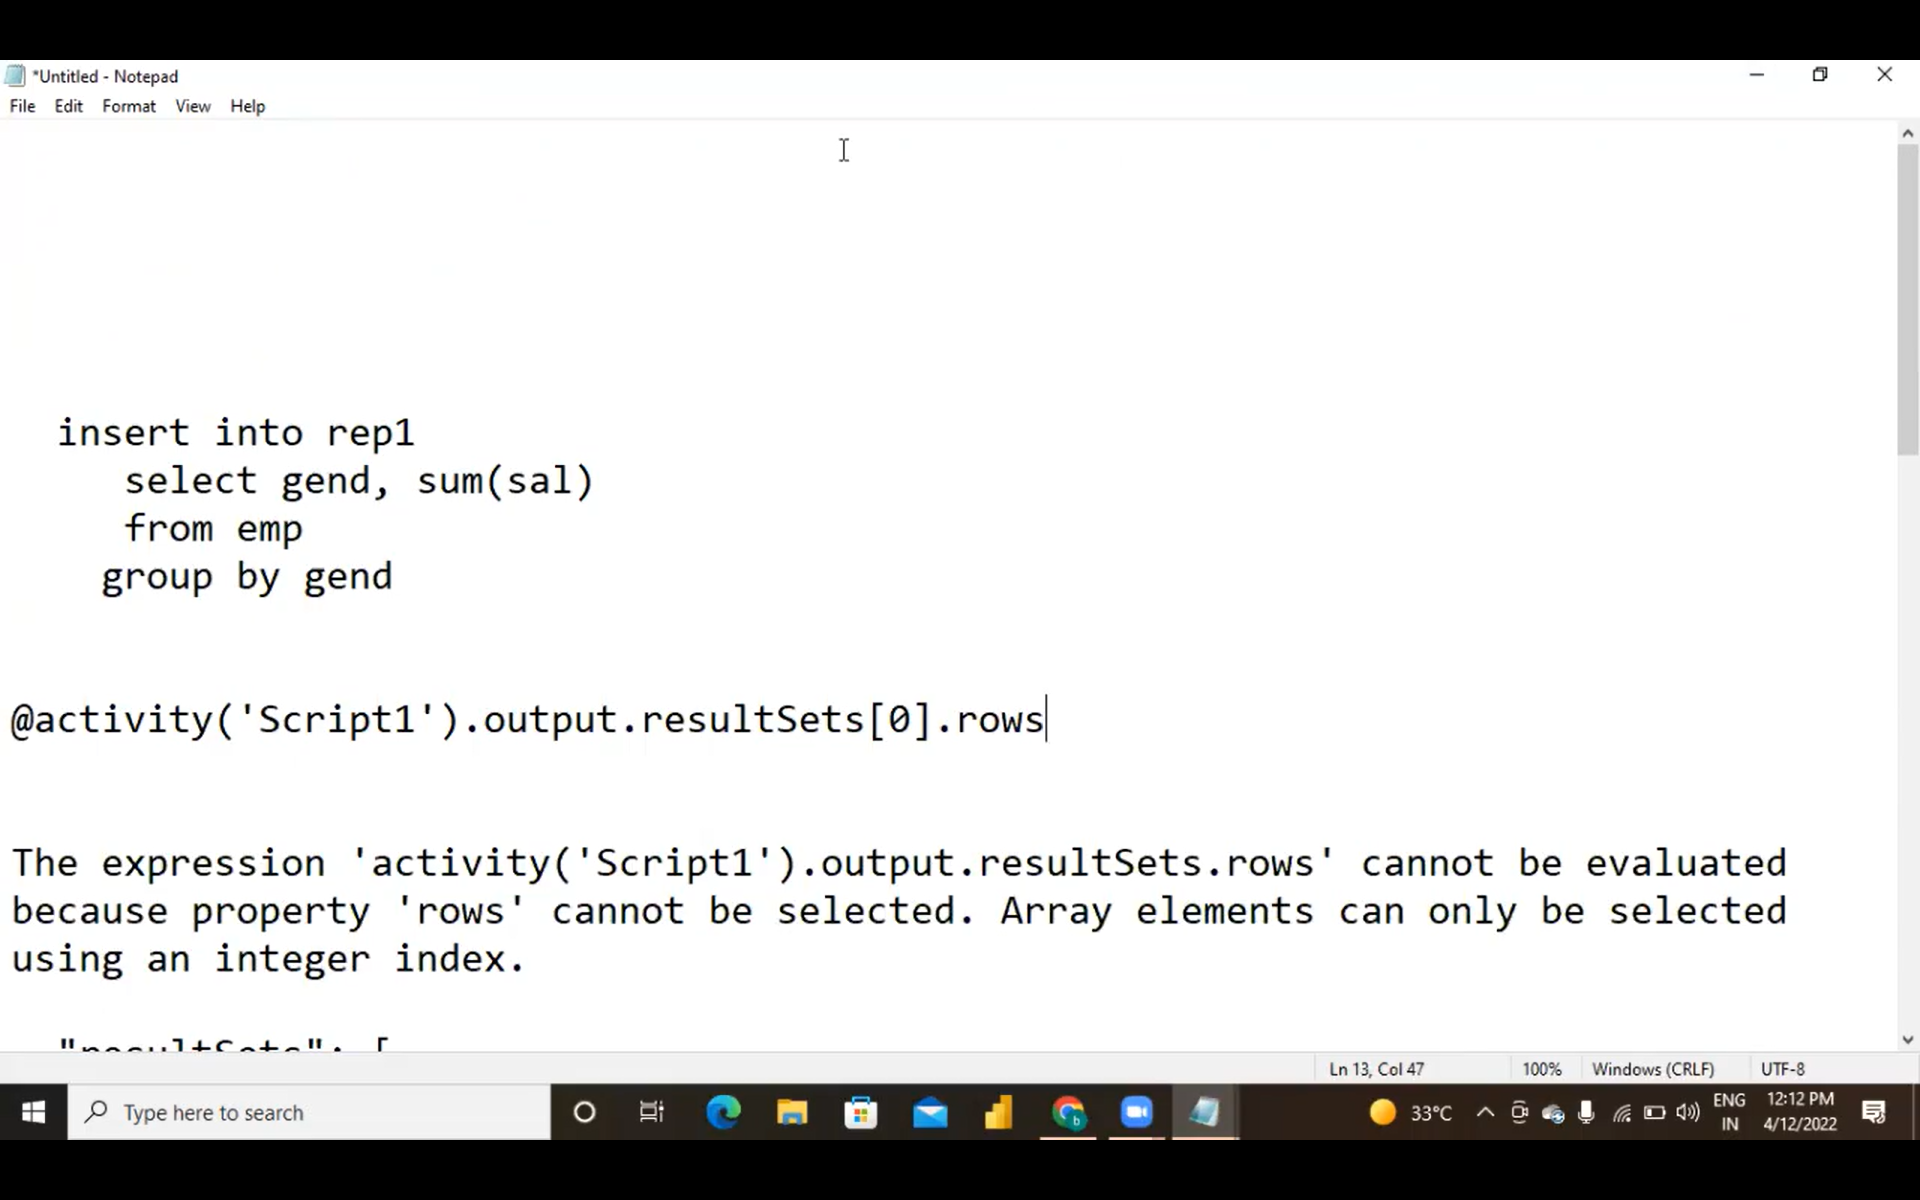 *Untitled - Notepad
File Edit Format View Help
insert into rep1
select gend, sum(sal)
from emp
group by gend
@activity('Script1').output.resultSets[0].rows
The expression 'activity('Script1').output.resultSets.rows' cannot be evaluated
because property 'rows' cannot be selected. Array elements can only be selected
using an integer index.
"resultSets": [
Ln 13, Col 47 100% Windows (CRLF) UTF-8
Type here to search
33°C
ENG
IN
12:12 PM
4/12/2022